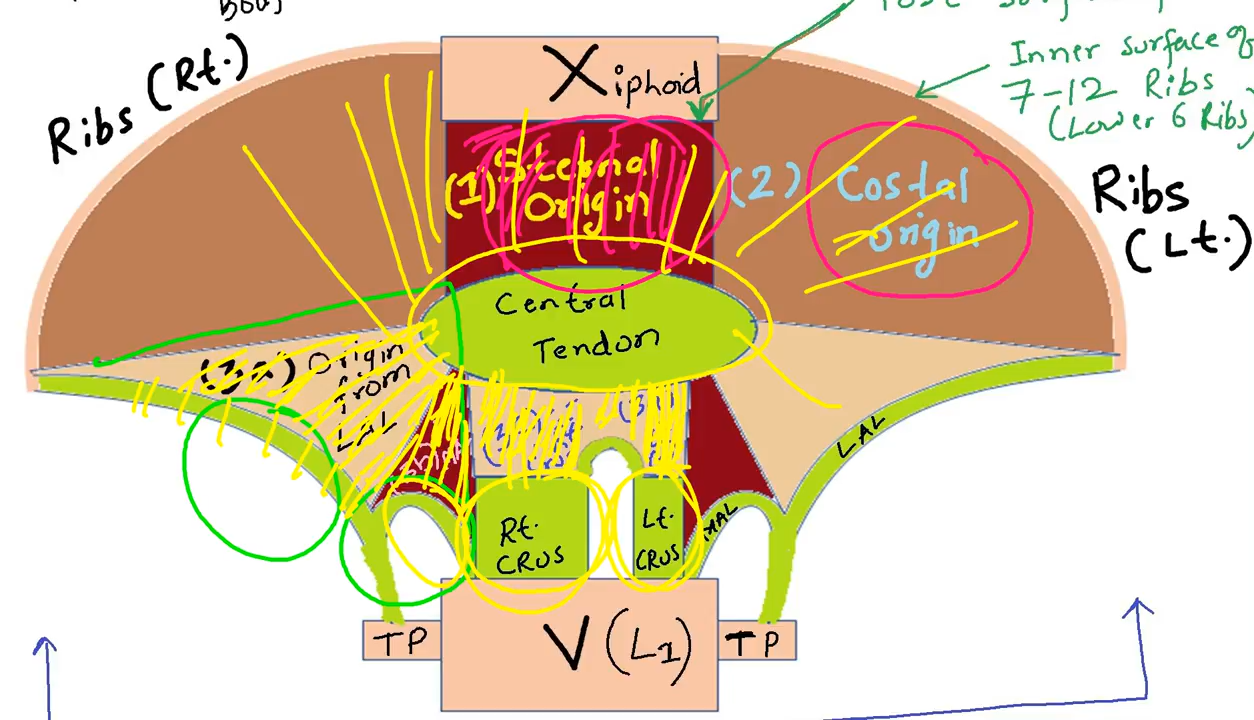 Body
Ribs (Rt.)
Xiphoid
Inner surface of
7-12 Ribs
(Lower 6 Ribs)
(1) Sternal
Origin
(2) Costal
Origin
Ribs
(Lt.)
Central
Tendon
Origin
from
LAL
LAL
MAL
Rt.
CRUS
Lt.
CRUS
TP
V (L1)
TP